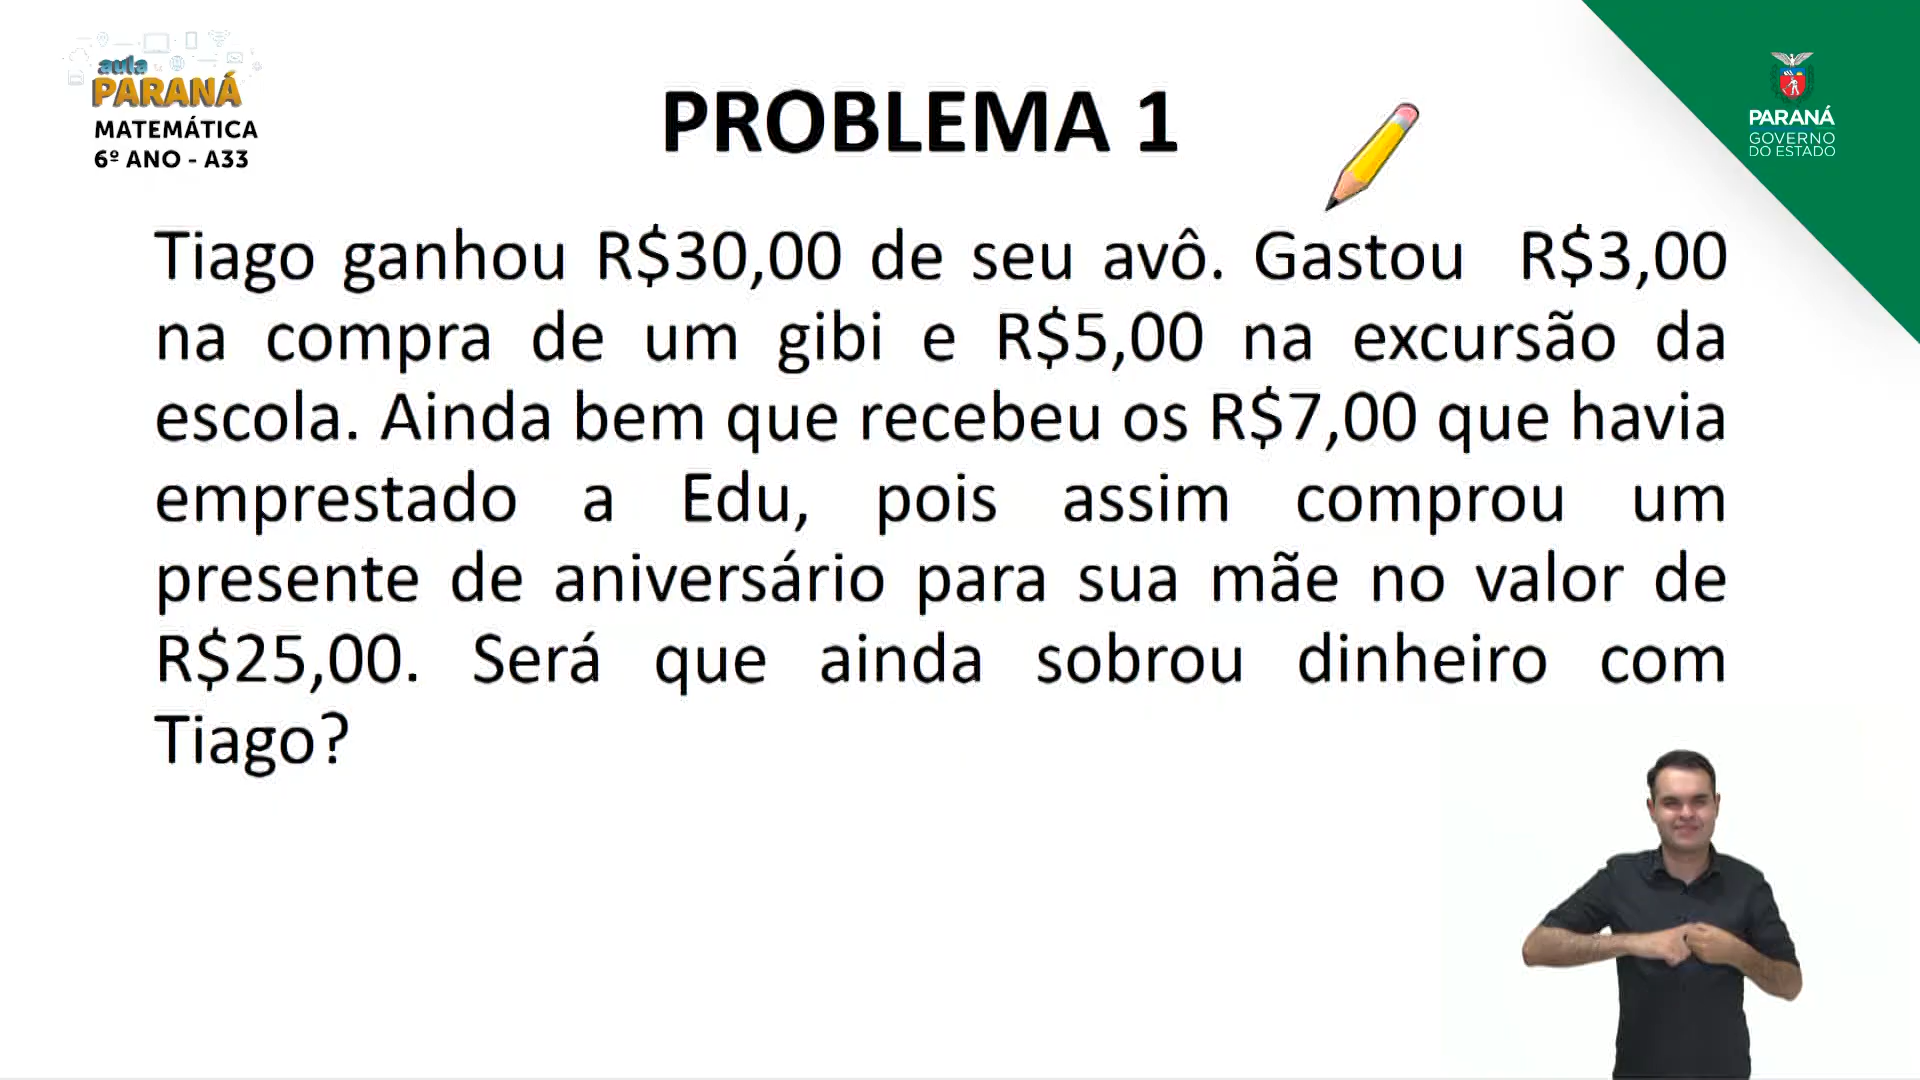 aula
PARANÁ
MATEMÁTICA
6º ANO - A33
PROBLEMA 1
PARANÁ
GOVERNO
DO ESTADO
Tiago ganhou R$30,00 de seu avô. Gastou R$3,00
na compra de um gibi e R$5,00 na excursão da
escola. Ainda bem que recebeu os R$7,00 que havia
emprestado a Edu, pois assim comprou um
presente de aniversário para sua mãe no valor de
R$25,00. Será que ainda sobrou dinheiro com
Tiago?